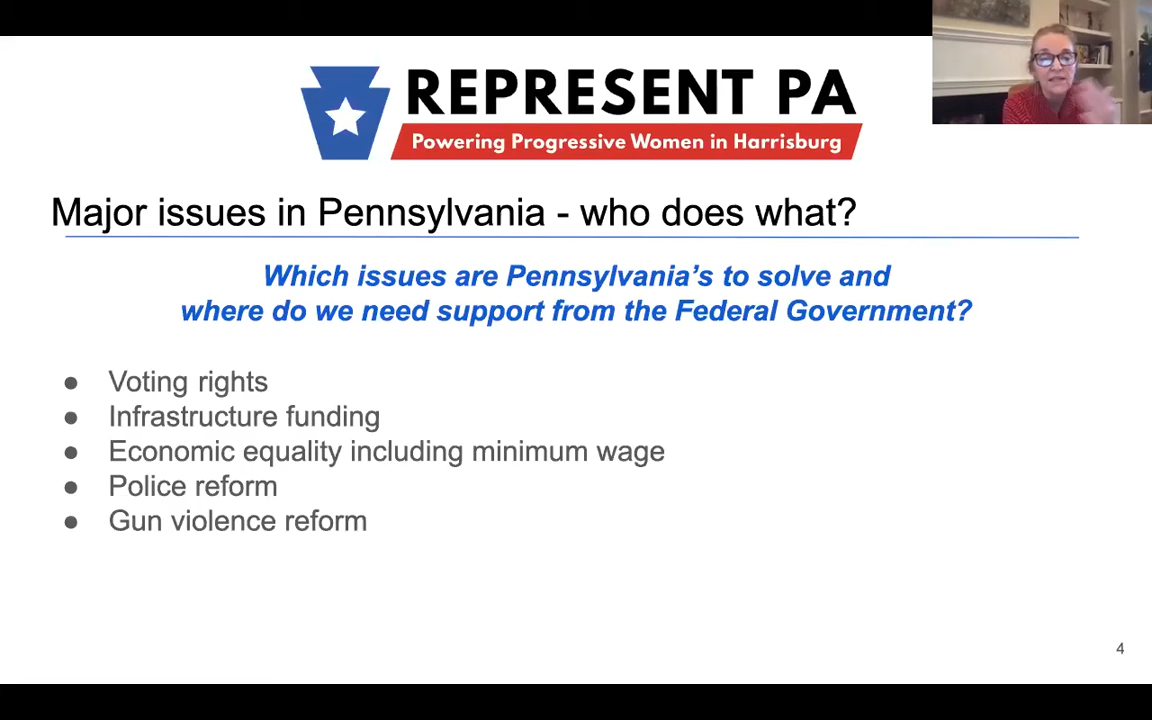 REPRESENT PA
Powering Progressive Women in Harrisburg
Major issues in Pennsylvania - who does what?
Which issues are Pennsylvania's to solve and
where do we need support from the Federal Government?
● Voting rights
● Infrastructure funding
● Economic equality including minimum wage
● Police reform
● Gun violence reform
4